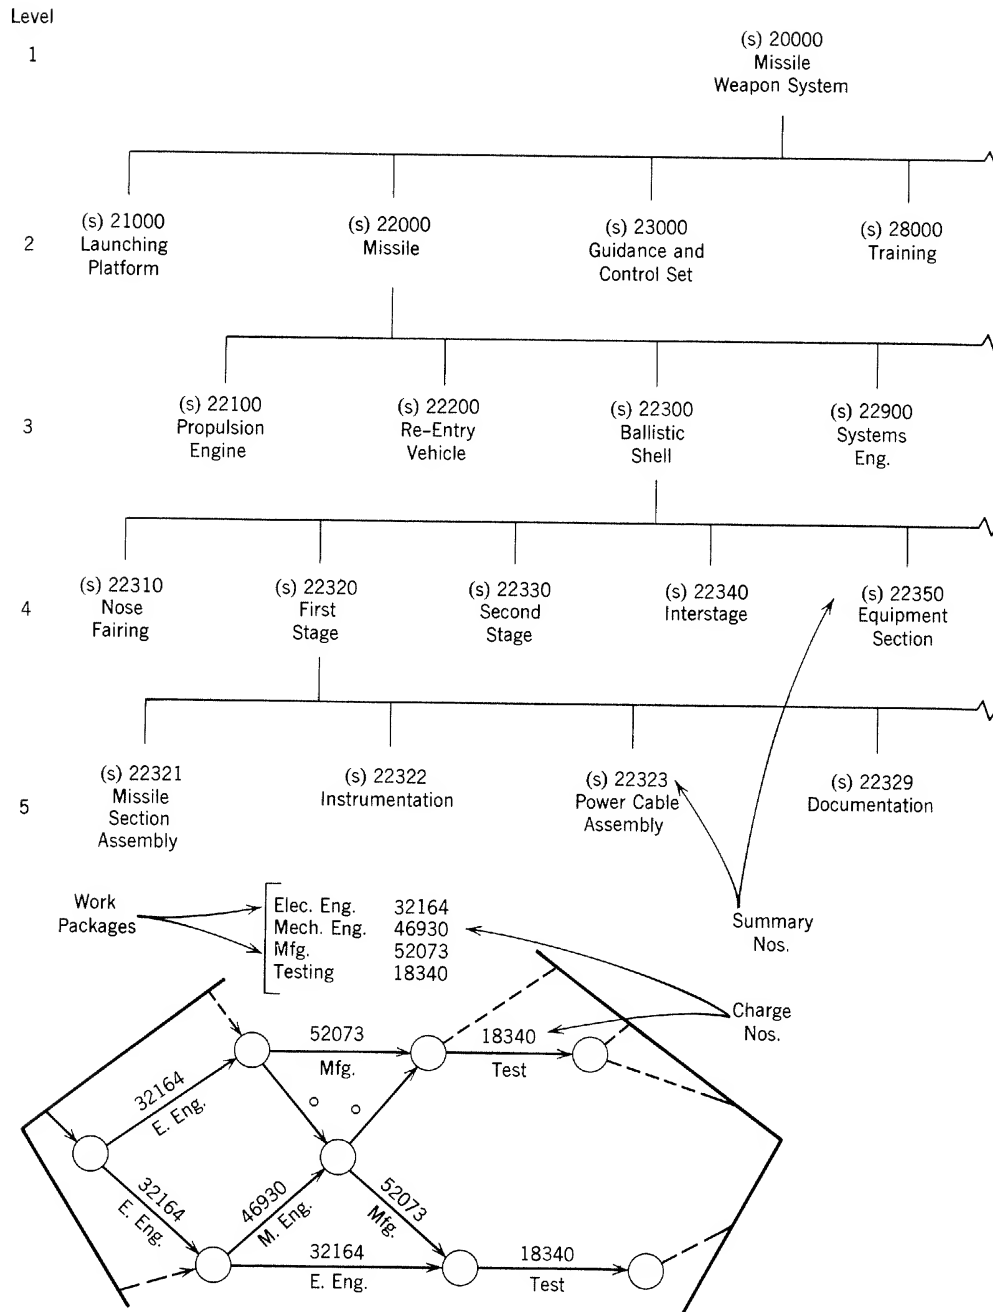 Level
1
(s) 20000
Missile
Weapon System
2
(s) 21000
Launching
Platform
(s) 22000
Missile
(s) 23000
Guidance and
Control Set
(s) 28000
Training
3
(s) 22100
Propulsion
Engine
(s) 22200
Re-Entry
Vehicle
(s) 22300
Ballistic
Shell
(s) 22900
Systems
Eng.
4
(s) 22310
Nose
Fairing
(s) 22320
First
Stage
(s) 22330
Second
Stage
(s) 22340
Interstage
(s) 22350
Equipment
Section
5
(s) 22321
Missile
Section
Assembly
(s) 22322
Instrumentation
(s) 22323
Power Cable
Assembly
(s) 22329
Documentation
Work
Packages
Elec. Eng. 32164
Mech. Eng. 46930
Mfg. 52073
Testing 18340
Summary
Nos.
Charge
Nos.
52073
Mfg.
18340
Test
32164
E. Eng.
32164
E. Eng.
46930
M. Eng.
52073
Mfg.
32164
E. Eng.
18340
Test